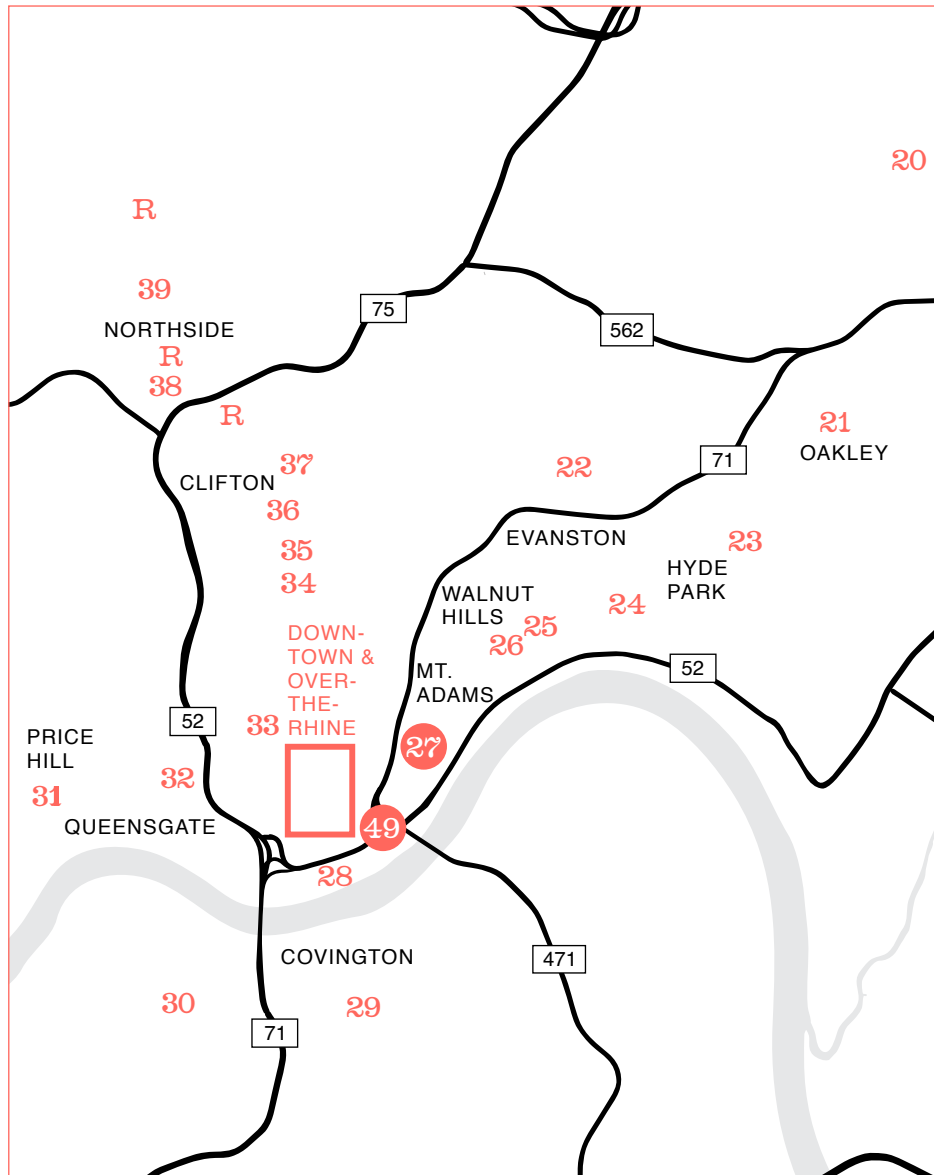 20
R
39
75
NORTHSIDE
562
R
38
R
21
OAKLEY
71
37
22
CLIFTON
36
EVANSTON
23
35
HYDE
PARK
34
WALNUT
HILLS
24
25
26
DOWN-
TOWN &
OVER-
THE-
RHINE
MT.
ADAMS
52
52
33
PRICE
HILL
27
32
31
QUEENSGATE
49
28
COVINGTON
471
30
29
71